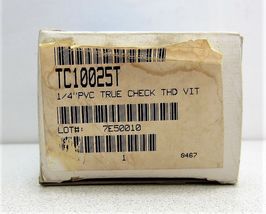 TC10025T
1/4"PVC TRUE CHECK THD VIT
LOT#: 7E50010
1 0467